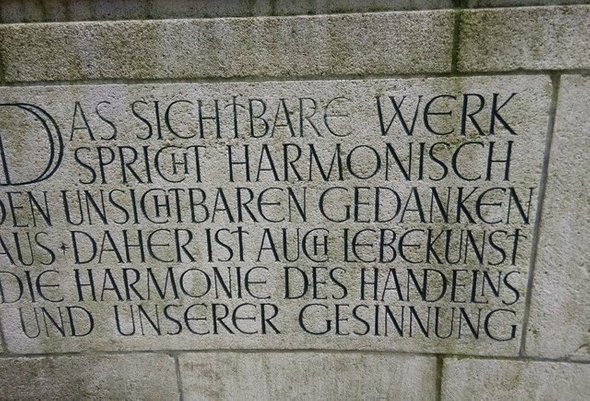 DAS SICHTBARE WERK
SPRICHT HARMONISCH
DEN UNSICHTBAREN GEDANKEN
AUS · DAHER IST AUCH LEBEKUNST
DIE HARMONIE DES HANDELNS
UND UNSERER GESINNUNG